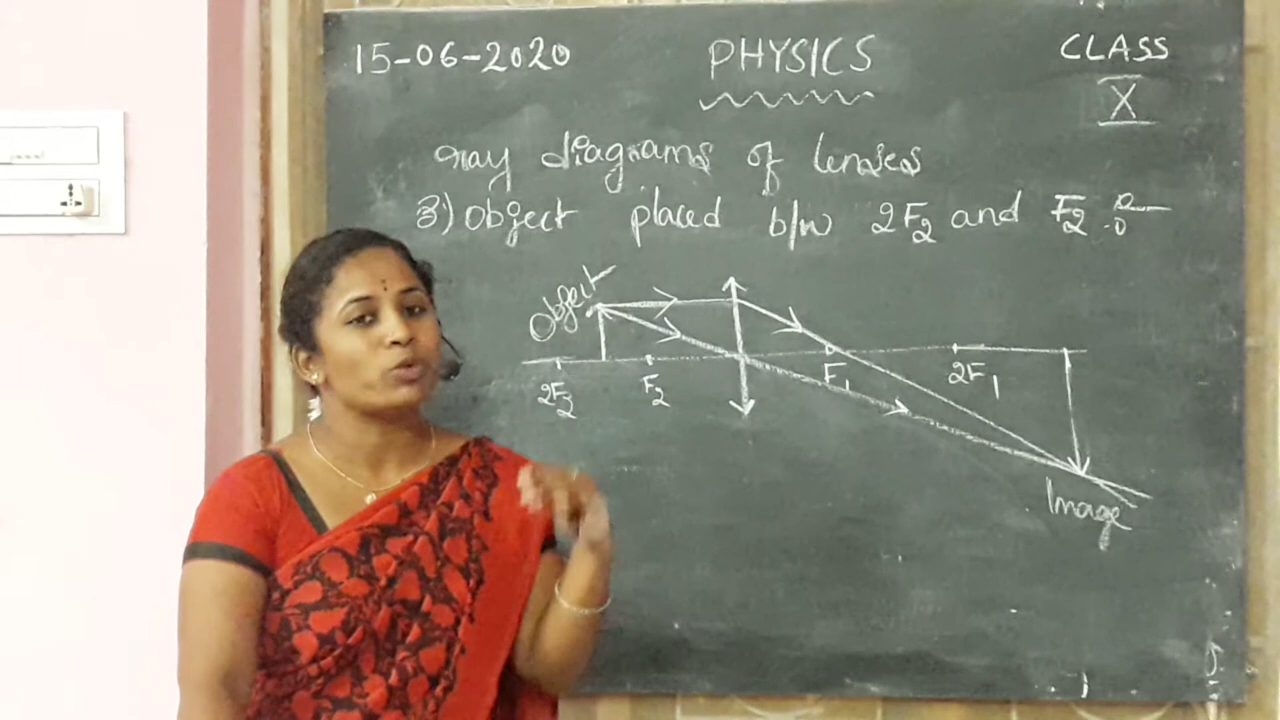 15-06-2020 PHYSICS CLASS
X
ray diagrams of lenses
3) Object placed b/w 2F₂ and F₂ :-
Object
2F₂ F₂ F₁ 2F₁
Image